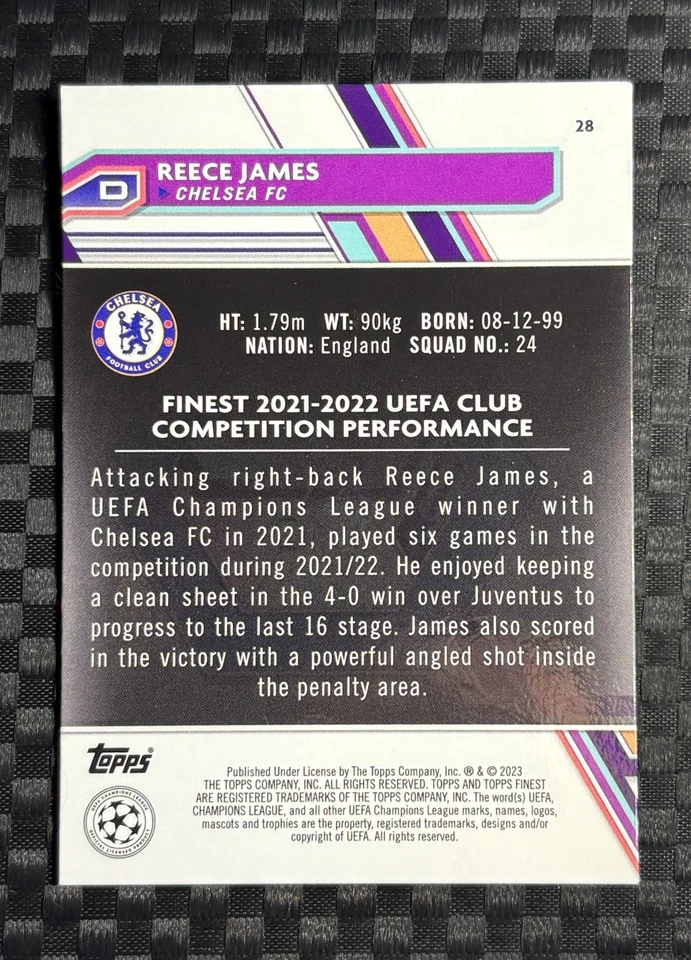 28
D
REECE JAMES
CHELSEA FC
CHELSEA
FOOTBALL CLUB
HT: 1.79m WT: 90kg BORN: 08-12-99
NATION: England SQUAD NO.: 24
FINEST 2021-2022 UEFA CLUB
COMPETITION PERFORMANCE
Attacking right-back Reece James, a
UEFA Champions League winner with
Chelsea FC in 2021, played six games in the
competition during 2021/22. He enjoyed keeping
a clean sheet in the 4-0 win over Juventus to
progress to the last 16 stage. James also scored
in the victory with a powerful angled shot inside
the penalty area.
Topps®
UEFA CHAMPIONS LEAGUE
OFFICIAL LICENSED PRODUCT
Published Under License by The Topps Company, Inc. ® & © 2023
THE TOPPS COMPANY, INC. ALL RIGHTS RESERVED. TOPPS AND TOPPS FINEST
ARE REGISTERED TRADEMARKS OF THE TOPPS COMPANY, INC. The word(s) UEFA,
CHAMPIONS LEAGUE, and all other UEFA Champions League marks, names, logos,
mascots and trophies are the property, registered trademarks, designs and/or
copyright of UEFA. All rights reserved.